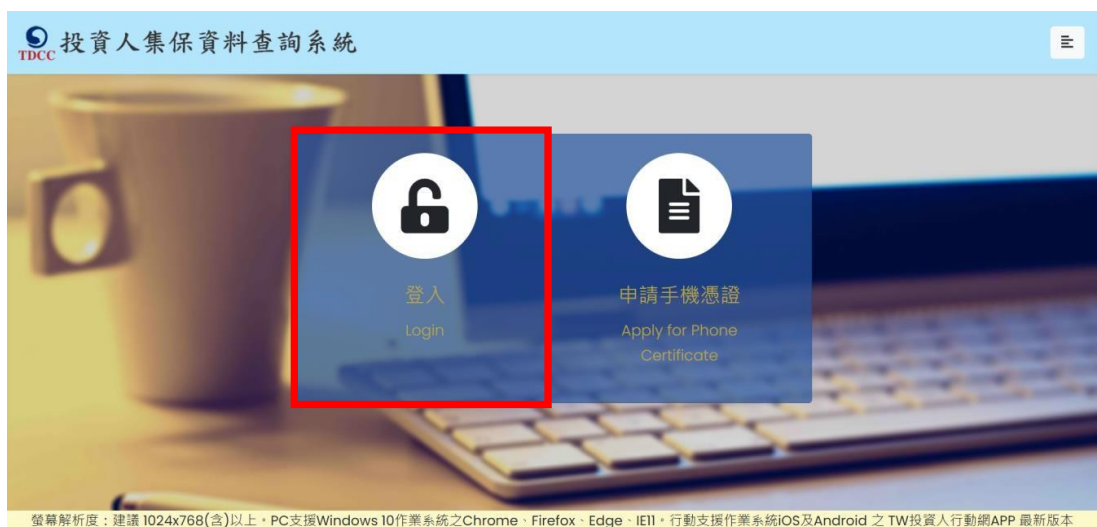 TDCC 投資人集保資料查詢系統
登入
Login
申請手機憑證
Apply for Phone
Certificate
螢幕解析度：建議 1024x768(含)以上。PC支援Windows 10作業系統之Chrome、Firefox、Edge、IE11。行動支援作業系統iOS及Android 之 TW投資人行動網APP 最新版本